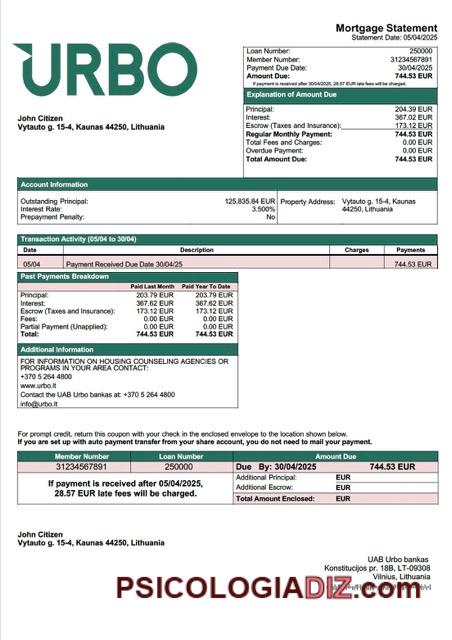 Mortgage Statement
Statement Date: 05/04/2025
URBO
Loan Number: 250000
Member Number: 31234567891
Payment Due Date: 30/04/2025
Amount Due: 744.53 EUR
If payment is received after 30/04/2025, 28.57 EUR late fees will be charged.
John Citizen
Vytauto g. 15-4, Kaunas 44250, Lithuania
Explanation of Amount Due
Principal: 204.39 EUR
Interest: 367.02 EUR
Escrow (Taxes and Insurance): 173.12 EUR
Regular Monthly Payment: 744.53 EUR
Total Fees and Charges: 0.00 EUR
Overdue Payment: 0.00 EUR
Total Amount Due: 744.53 EUR
Account Information
Outstanding Principal: 125,835.84 EUR
Interest Rate: 3.500%
Prepayment Penalty: No
Property Address: Vytauto g. 15-4, Kaunas
44250, Lithuania
Transaction Activity (05/04 to 30/04)
Date Description Charges Payments
05/04 Payment Received Due Date 30/04/25 744.53 EUR
Past Payments Breakdown
Paid Last Month Paid Year To Date
Principal: 203.79 EUR 203.79 EUR
Interest: 367.62 EUR 367.62 EUR
Escrow (Taxes and Insurance): 173.12 EUR 173.12 EUR
Fees: 0.00 EUR 0.00 EUR
Partial Payment (Unapplied): 0.00 EUR 0.00 EUR
Total: 744.53 EUR 744.53 EUR
Additional Information
FOR INFORMATION ON HOUSING COUNSELING AGENCIES OR
PROGRAMS IN YOUR AREA CONTACT:
+370 5 264 4800
www.urbo.lt
Contact the UAB Urbo bankas at: +370 5 264 4800
info@urbo.lt
For prompt credit, return this coupon with your check in the enclosed envelope to the location shown below.
If you are set up with auto payment transfer from your share account, you do not need to mail your payment.
Member Number Loan Number Amount Due
31234567891 250000 Due By: 30/04/2025 744.53 EUR
If payment is received after 05/04/2025,
28.57 EUR late fees will be charged.
Additional Principal: EUR
Additional Escrow: EUR
Total Amount Enclosed: EUR
John Citizen
Vytauto g. 15-4, Kaunas 44250, Lithuania
UAB Urbo bankas
Konstitucijos pr. 18B, LT-09308
Vilnius, Lithuania
PSICOLOGIADIZ.com